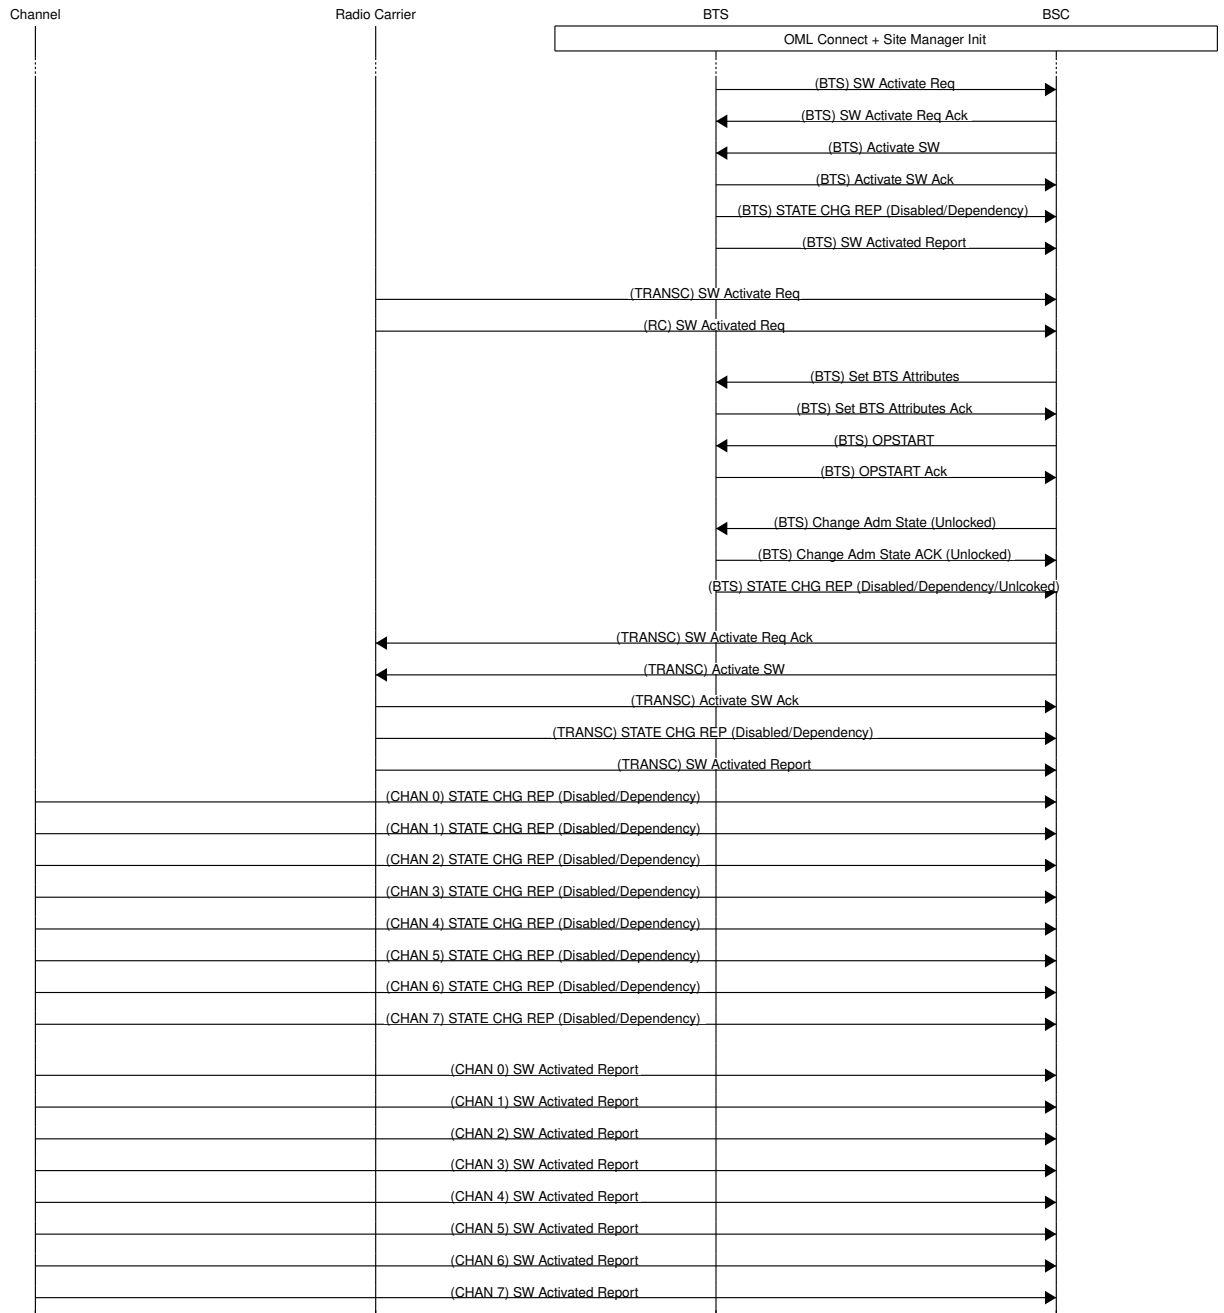 Channel Radio Carrier BTS BSC
OML Connect + Site Manager Init
(BTS) SW Activate Req
(BTS) SW Activate Req Ack
(BTS) Activate SW
(BTS) Activate SW Ack
(BTS) STATE CHG REP (Disabled/Dependency)
(BTS) SW Activated Report
(TRANSC) SW Activate Req
(RC) SW Activated Req
(BTS) Set BTS Attributes
(BTS) Set BTS Attributes Ack
(BTS) OPSTART
(BTS) OPSTART Ack
(BTS) Change Adm State (Unlocked)
(BTS) Change Adm State ACK (Unlocked)
(BTS) STATE CHG REP (Disabled/Dependency/Unlcoked)
(TRANSC) SW Activate Req Ack
(TRANSC) Activate SW
(TRANSC) Activate SW Ack
(TRANSC) STATE CHG REP (Disabled/Dependency)
(TRANSC) SW Activated Report
(CHAN 0) STATE CHG REP (Disabled/Dependency)
(CHAN 1) STATE CHG REP (Disabled/Dependency)
(CHAN 2) STATE CHG REP (Disabled/Dependency)
(CHAN 3) STATE CHG REP (Disabled/Dependency)
(CHAN 4) STATE CHG REP (Disabled/Dependency)
(CHAN 5) STATE CHG REP (Disabled/Dependency)
(CHAN 6) STATE CHG REP (Disabled/Dependency)
(CHAN 7) STATE CHG REP (Disabled/Dependency)
(CHAN 0) SW Activated Report
(CHAN 1) SW Activated Report
(CHAN 2) SW Activated Report
(CHAN 3) SW Activated Report
(CHAN 4) SW Activated Report
(CHAN 5) SW Activated Report
(CHAN 6) SW Activated Report
(CHAN 7) SW Activated Report